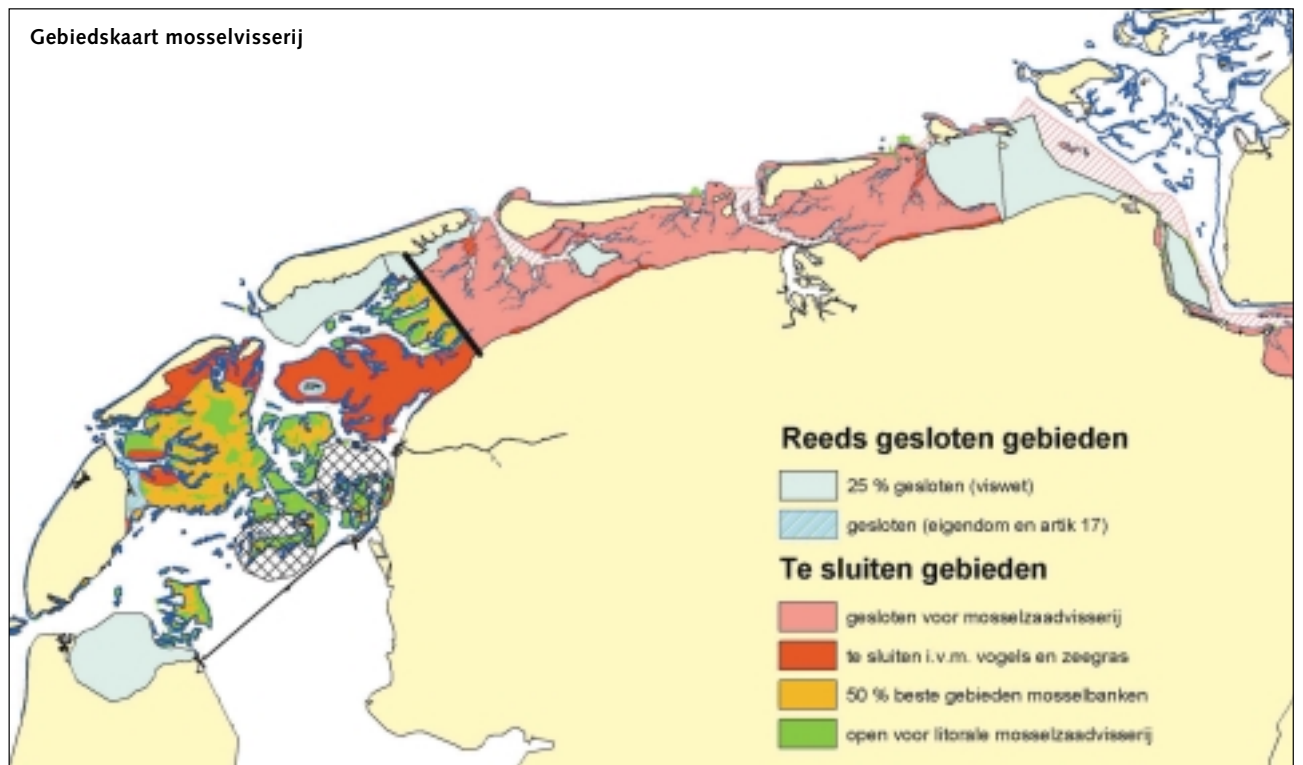 Gebiedskaart mosselvisserij
Reeds gesloten gebieden
25 % gesloten (viswet)
gesloten (eigendom en artik 17)
Te sluiten gebieden
gesloten voor mosselzaadvisserij
te sluiten i.v.m. vogels en zeegras
50 % beste gebieden mosselbanken
open voor litorale mosselzaadvisserij